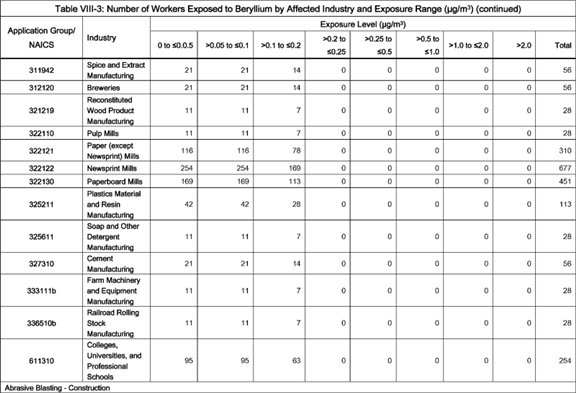 Table VIII-3: Number of Workers Exposed to Beryllium by Affected Industry and Exposure Range (µg/m³) (continued)
Application Group/ NAICS Industry Exposure Level (µg/m³)
0 to ≤0.0.5 >0.05 to ≤0.1 >0.1 to ≤0.2 >0.2 to ≤0.25 >0.25 to ≤0.5 >0.5 to ≤1.0 >1.0 to ≤2.0 >2.0 Total
311942 Spice and Extract Manufacturing 21 21 14 0 0 0 0 0 56
312120 Breweries 21 21 14 0 0 0 0 0 56
321219 Reconstituted Wood Product Manufacturing 11 11 7 0 0 0 0 0 28
322110 Pulp Mills 11 11 7 0 0 0 0 0 28
322121 Paper (except Newsprint) Mills 116 116 78 0 0 0 0 0 310
322122 Newsprint Mills 254 254 169 0 0 0 0 0 677
322130 Paperboard Mills 169 169 113 0 0 0 0 0 451
325211 Plastics Material and Resin Manufacturing 42 42 28 0 0 0 0 0 113
325611 Soap and Other Detergent Manufacturing 11 11 7 0 0 0 0 0 28
327310 Cement Manufacturing 21 21 14 0 0 0 0 0 56
333111b Farm Machinery and Equipment Manufacturing 11 11 7 0 0 0 0 0 28
336510b Railroad Rolling Stock Manufacturing 11 11 7 0 0 0 0 0 28
611310 Colleges, Universities, and Professional Schools 95 95 63 0 0 0 0 0 254
Abrasive Blasting - Construction